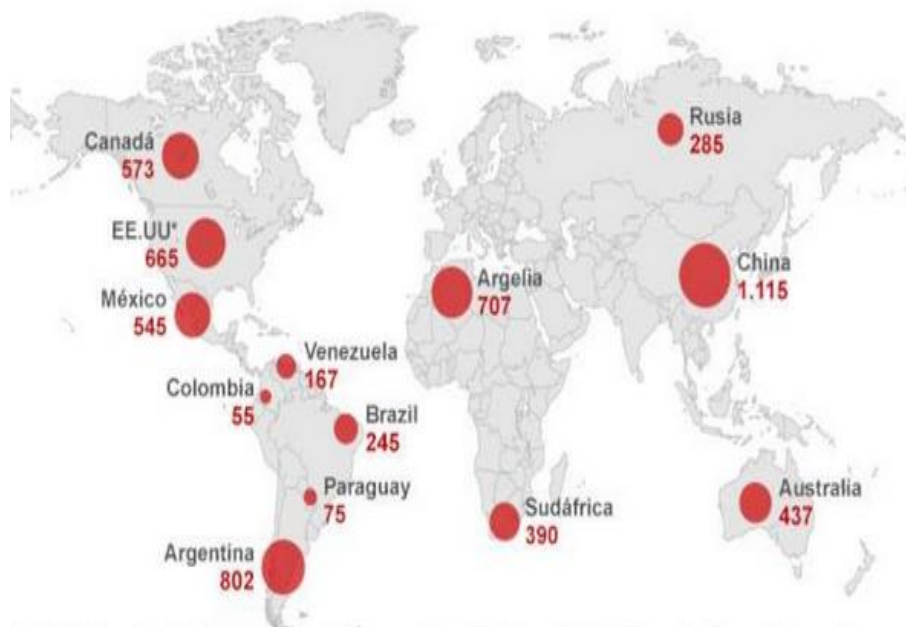 Canadá
573
EE.UU*
665
México
545
Venezuela
167
Colombia
55
Brazil
245
Paraguay
75
Argentina
802
Rusia
285
China
1.115
Argelia
707
Sudáfrica
390
Australia
437